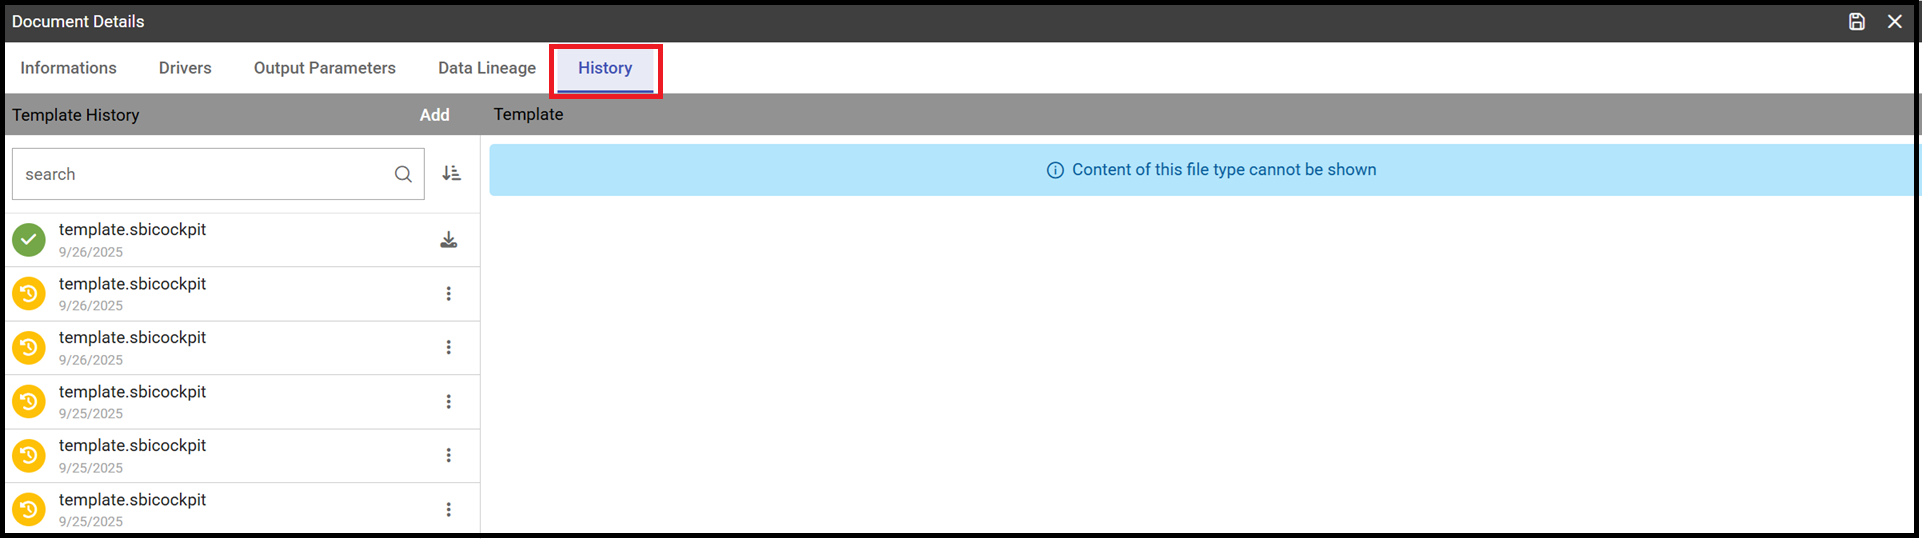 Document Details
Informations Drivers Output Parameters Data Lineage History
Template History Add Template
search
Content of this file type cannot be shown
template.sbicockpit
9/26/2025
template.sbicockpit
9/26/2025
template.sbicockpit
9/26/2025
template.sbicockpit
9/25/2025
template.sbicockpit
9/25/2025
template.sbicockpit
9/25/2025